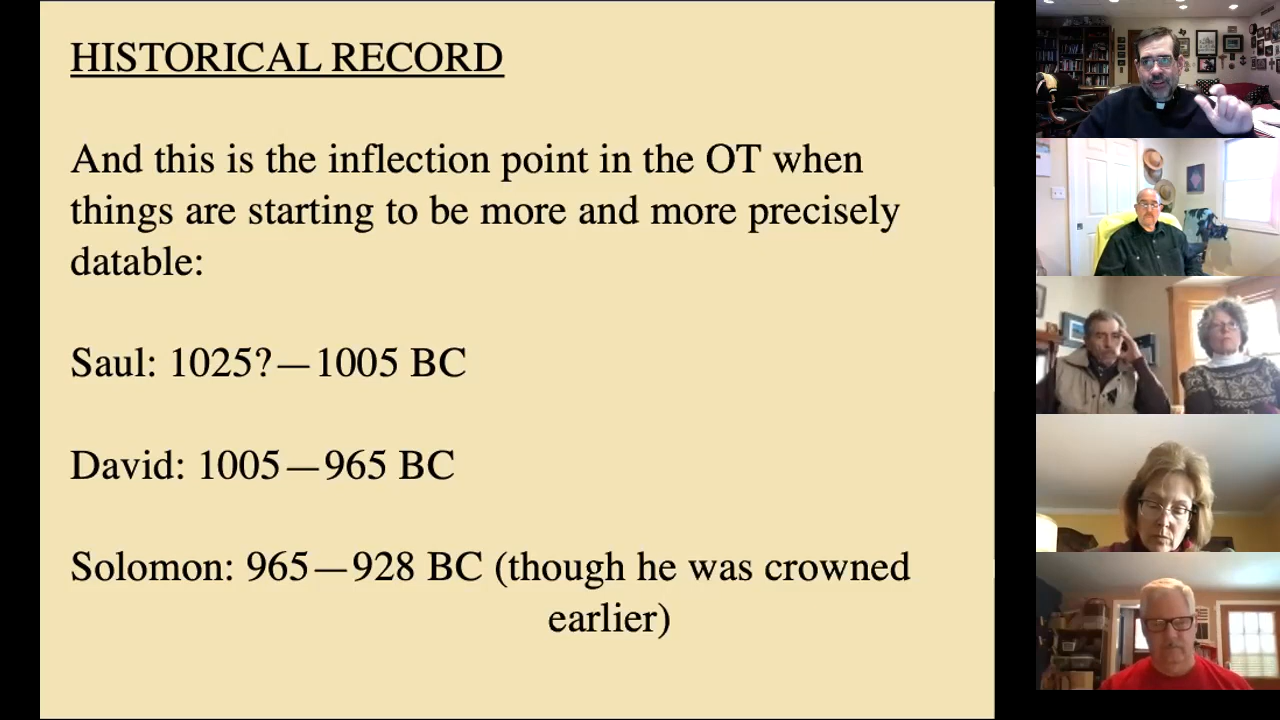 HISTORICAL RECORD
And this is the inflection point in the OT when
things are starting to be more and more precisely
datable:
Saul: 1025?—1005 BC
David: 1005—965 BC
Solomon: 965—928 BC (though he was crowned
earlier)